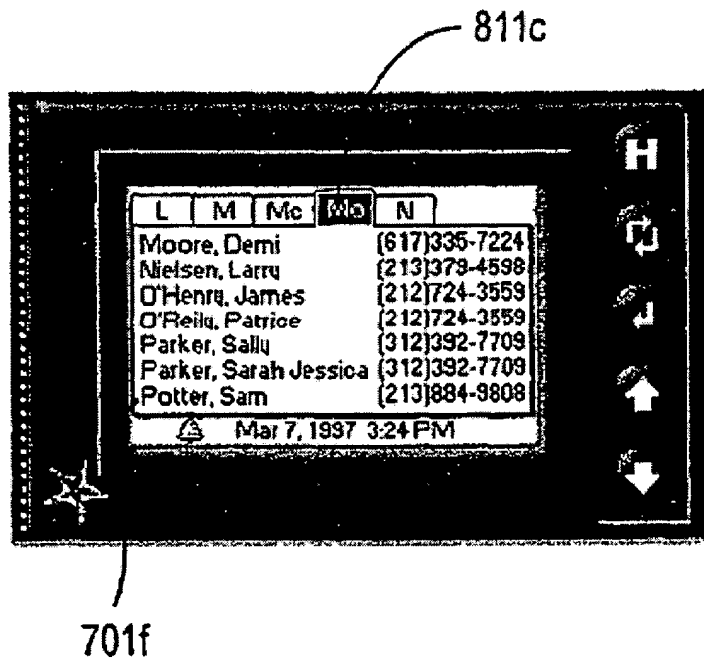 811c
H
L M Mc Mo N
Moore, Demi (617)335-7224
Nielsen, Larry (213)379-4598
O'Henry, James (212)724-3559
O'Reily, Patrice (212)724-3559
Parker, Sally (312)392-7709
Parker, Sarah Jessica (312)392-7709
Potter, Sam (213)884-9808
Mar 7, 1997 3:24 PM
701f